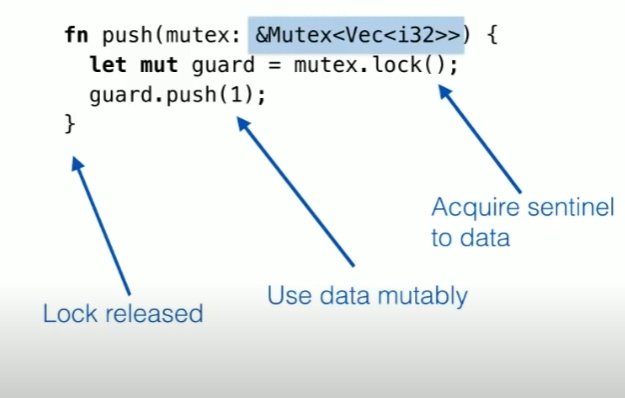 fn push(mutex: &Mutex<Vec<i32>>) {
let mut guard = mutex.lock();
guard.push(1);
}
Acquire sentinel
to data
Use data mutably
Lock released